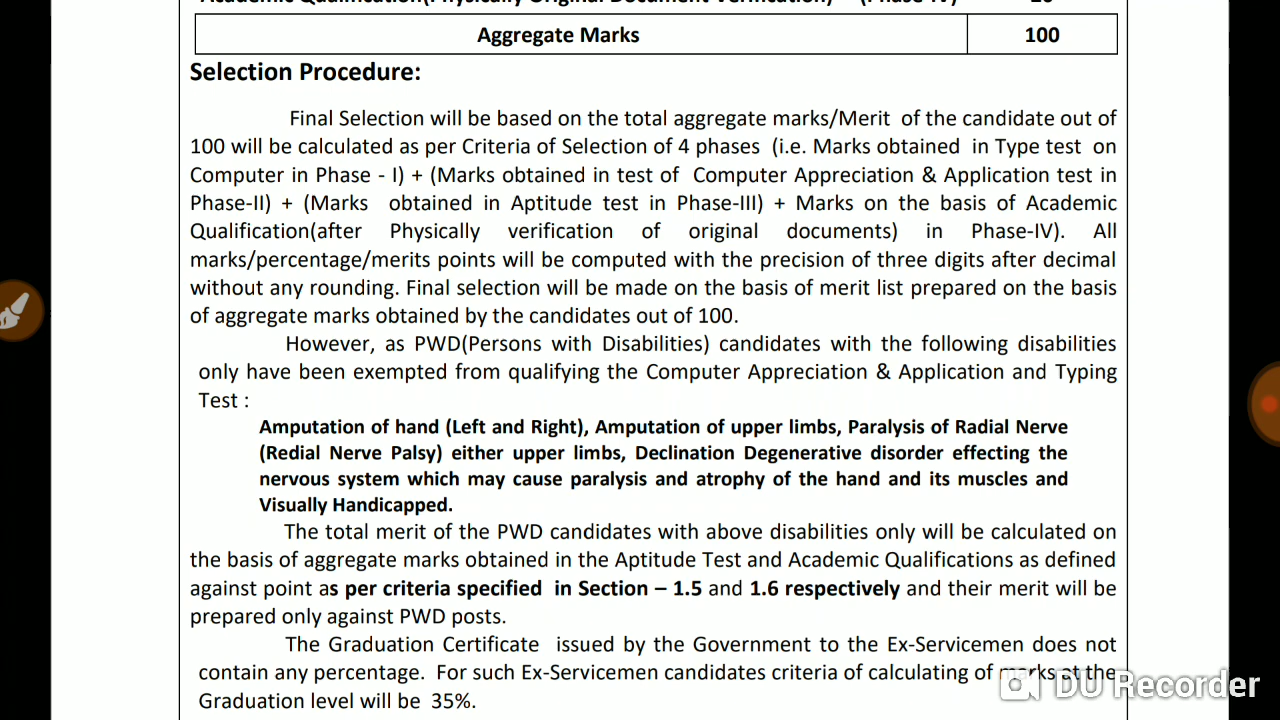 Academic Qualification(Physically Original Document Verification) – (Phase-IV) 20
Aggregate Marks 100
Selection Procedure:
Final Selection will be based on the total aggregate marks/Merit of the candidate out of
100 will be calculated as per Criteria of Selection of 4 phases (i.e. Marks obtained in Type test on
Computer in Phase - I) + (Marks obtained in test of Computer Appreciation & Application test in
Phase-II) + (Marks obtained in Aptitude test in Phase-III) + Marks on the basis of Academic
Qualification(after Physically verification of original documents) in Phase-IV). All
marks/percentage/merits points will be computed with the precision of three digits after decimal
without any rounding. Final selection will be made on the basis of merit list prepared on the basis
of aggregate marks obtained by the candidates out of 100.
However, as PWD(Persons with Disabilities) candidates with the following disabilities
only have been exempted from qualifying the Computer Appreciation & Application and Typing
Test :
Amputation of hand (Left and Right), Amputation of upper limbs, Paralysis of Radial Nerve
(Redial Nerve Palsy) either upper limbs, Declination Degenerative disorder effecting the
nervous system which may cause paralysis and atrophy of the hand and its muscles and
Visually Handicapped.
The total merit of the PWD candidates with above disabilities only will be calculated on
the basis of aggregate marks obtained in the Aptitude Test and Academic Qualifications as defined
against point as per criteria specified in Section – 1.5 and 1.6 respectively and their merit will be
prepared only against PWD posts.
The Graduation Certificate issued by the Government to the Ex-Servicemen does not
contain any percentage. For such Ex-Servicemen candidates criteria of calculating of marks at the
Graduation level will be 35%.
DU Recorder